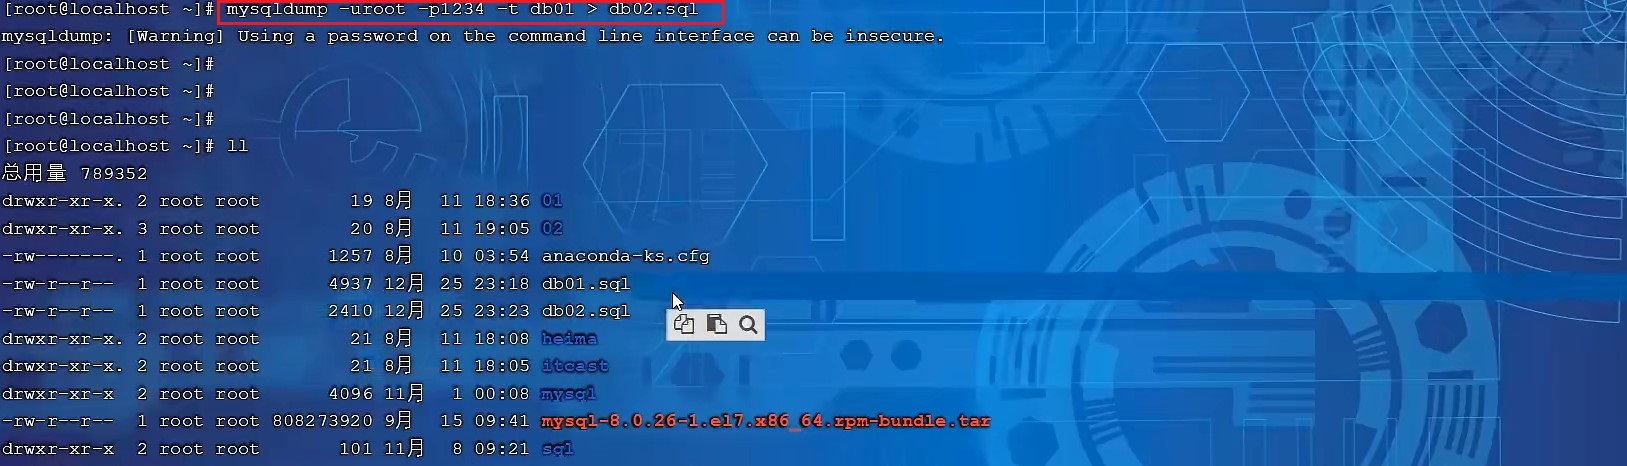 [root@localhost ~]# mysqldump -uroot -p1234 -t db01 > db02.sql
mysqldump: [Warning] Using a password on the command line interface can be insecure.
[root@localhost ~]#
[root@localhost ~]#
[root@localhost ~]#
[root@localhost ~]# ll
总用量 789352
drwxr-xr-x. 2 root root 19 8月 11 18:36 01
drwxr-xr-x. 3 root root 20 8月 11 19:05 02
-rw-------. 1 root root 1257 8月 10 03:54 anaconda-ks.cfg
-rw-r--r-- 1 root root 4937 12月 25 23:18 db01.sql
-rw-r--r-- 1 root root 2410 12月 25 23:23 db02.sql
drwxr-xr-x. 2 root root 21 8月 11 18:08 heima
drwxr-xr-x. 2 root root 21 8月 11 18:05 itcast
drwxr-xr-x 2 root root 4096 11月 1 00:08 mysql
-rw-r--r-- 1 root root 808273920 9月 15 09:41 mysql-8.0.26-1.el7.x86_64.rpm-bundle.tar
drwxr-xr-x 2 root root 101 11月 8 09:21 sql